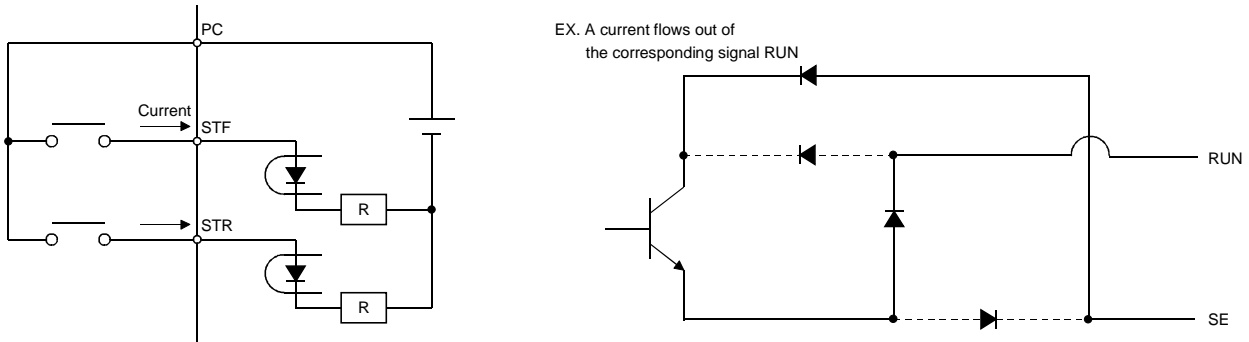 PC
Current
STF
R
STR
R
EX. A current flows out of
the corresponding signal RUN
RUN
SE